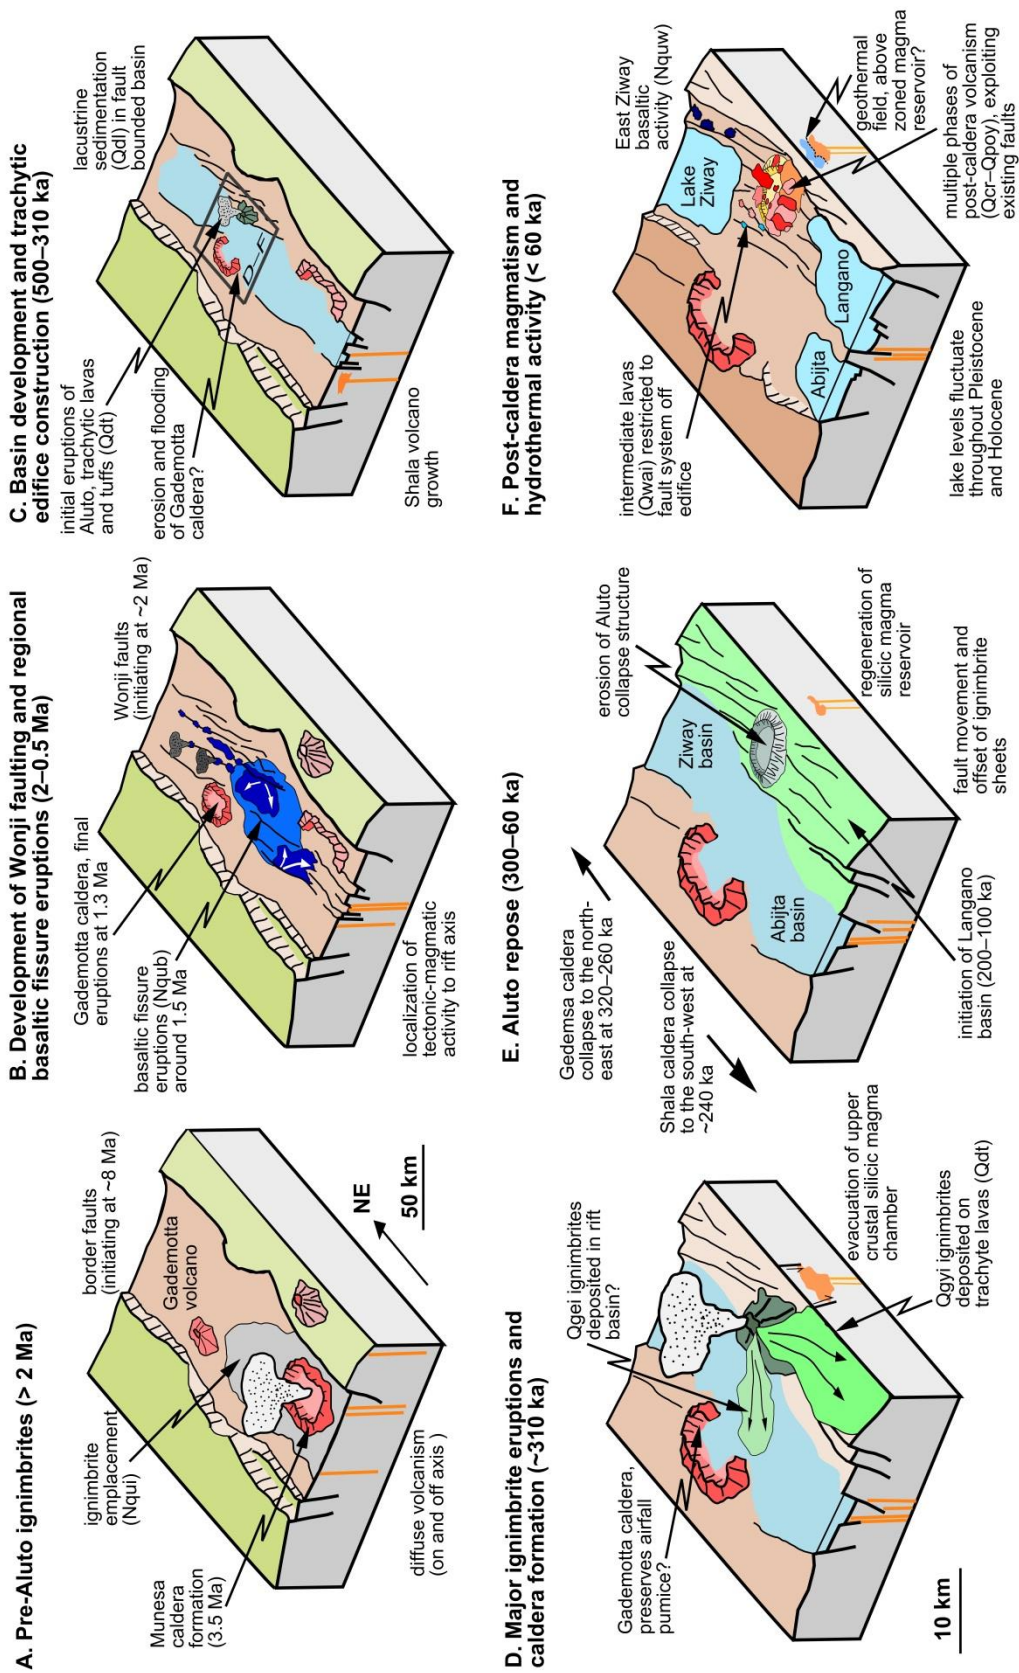 A. Pre-Aluto ignimbrites (> 2 Ma)
border faults
(initiating at ~8 Ma)
ignimbrite
emplacement
(Nqui)
Gademotta
volcano
Munesa
caldera
formation
(3.5 Ma)
diffuse volcanism
(on and off axis )
NE
50 km
B. Development of Wonji faulting and regional
basaltic fissure eruptions (2–0.5 Ma)
Wonji faults
(initiating at ~2 Ma)
Gademotta caldera, final
eruptions at 1.3 Ma
basaltic fissure
eruptions (Nqub)
around 1.5 Ma
localization of
tectonic-magmatic
activity to rift axis
C. Basin development and trachytic
edifice construction (500–310 ka)
lacustrine
sedimentation
(Qdl) in fault
bounded basin
initial eruptions of
Aluto, trachytic lavas
and tuffs (Qdt)
erosion and flooding
of Gademotta
caldera?
D–F
Shala volcano
growth
D. Major ignimbrite eruptions and
caldera formation (~310 ka)
Qgei ignimbrites
deposited in rift
basin?
Gademotta caldera,
preserves airfall
pumice?
evacuation of upper
crustal silicic magma
chamber
Qgyi ignimbrites
deposited on
trachyte lavas (Qdt)
10 km
E. Aluto repose (300–60 ka)
Gedemsa caldera
collapse to the north-
east at 320–260 ka
Shala caldera collapse
to the south-west at
~240 ka
erosion of Aluto
collapse structure
Ziway
basin
Abijta
basin
regeneration of
silicic magma
reservoir
initiation of Langano
basin (200–100 ka)
fault movement and
offset of ignimbrite
sheets
F. Post-caldera magmatism and
hydrothermal activity (< 60 ka)
East Ziway
basaltic
activity (Nquw)
intermediate lavas
(Qwai) restricted to
fault system off
edifice
Lake
Ziway
Langano
Abijta
geothermal
field, above
zoned magma
reservoir?
multiple phases of
post-caldera volcanism
(Qcr–Qpoy), exploiting
existing faults
lake levels fluctuate
throughout Pleistocene
and Holocene